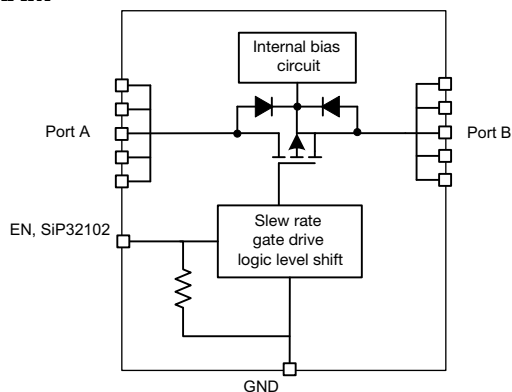 Internal bias
circuit
Port A
Port B
EN, SiP32102
Slew rate
gate drive
logic level shift
GND